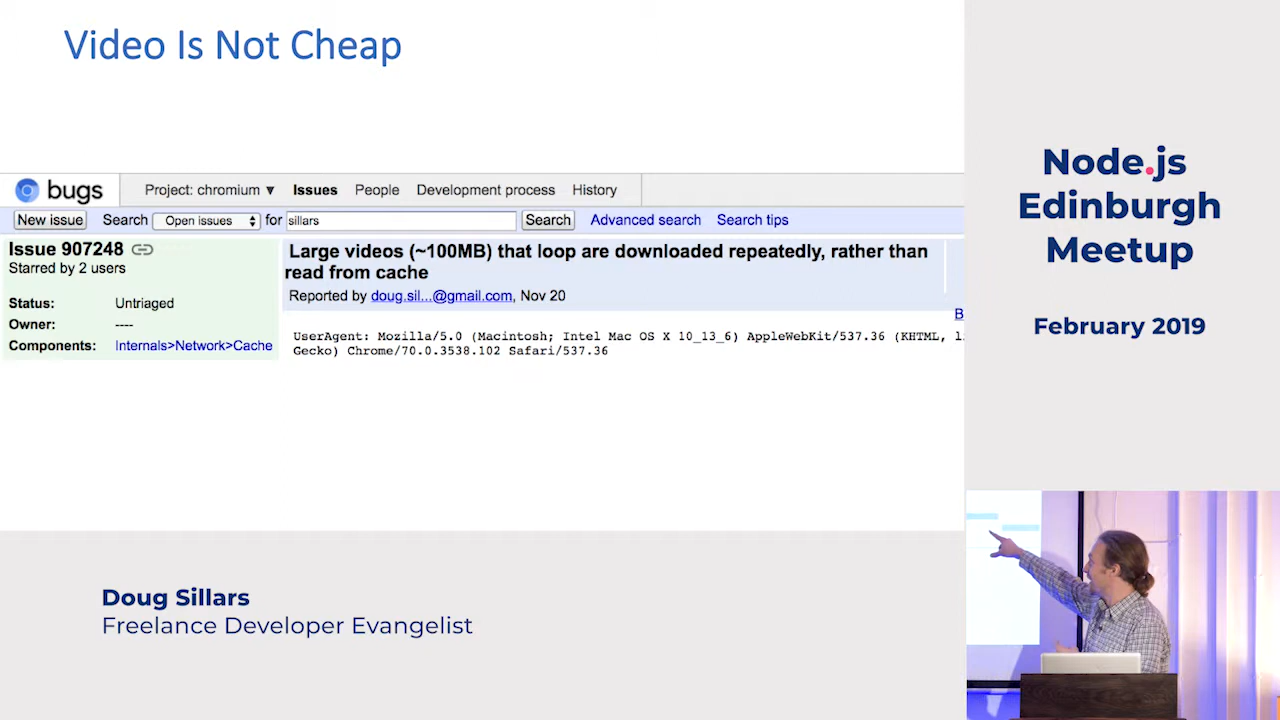 Video Is Not Cheap
bugs
Project: chromium ▼ Issues People Development process History
New issue Search Open issues for sillars Search Advanced search Search tips
Issue 907248
Starred by 2 users
Status: Untriaged
Owner: ----
Components: Internals>Network>Cache
Large videos (~100MB) that loop are downloaded repeatedly, rather than
read from cache
Reported by doug.sil...@gmail.com, Nov 20
B
UserAgent: Mozilla/5.0 (Macintosh; Intel Mac OS X 10_13_6) AppleWebKit/537.36 (KHTML,
Gecko) Chrome/70.0.3538.102 Safari/537.36
Node.js
Edinburgh
Meetup
February 2019
Doug Sillars
Freelance Developer Evangelist